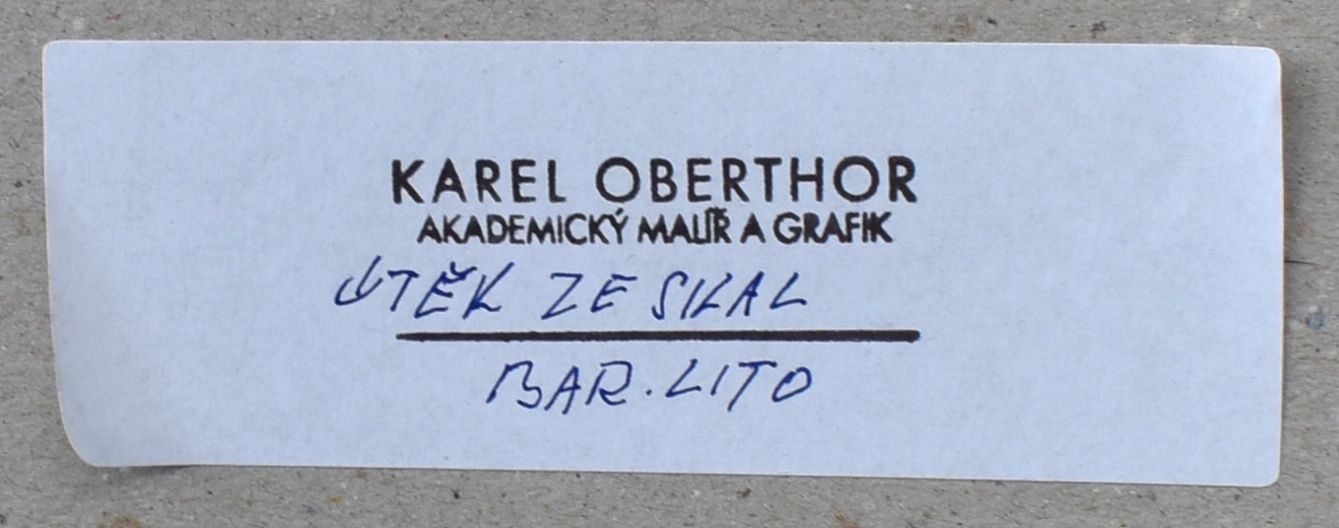 KAREL OBERTHOR
AKADEMICKÝ MALÍŘ A GRAFIK
ÚTĚK ZE SKAL
BAR. LITO